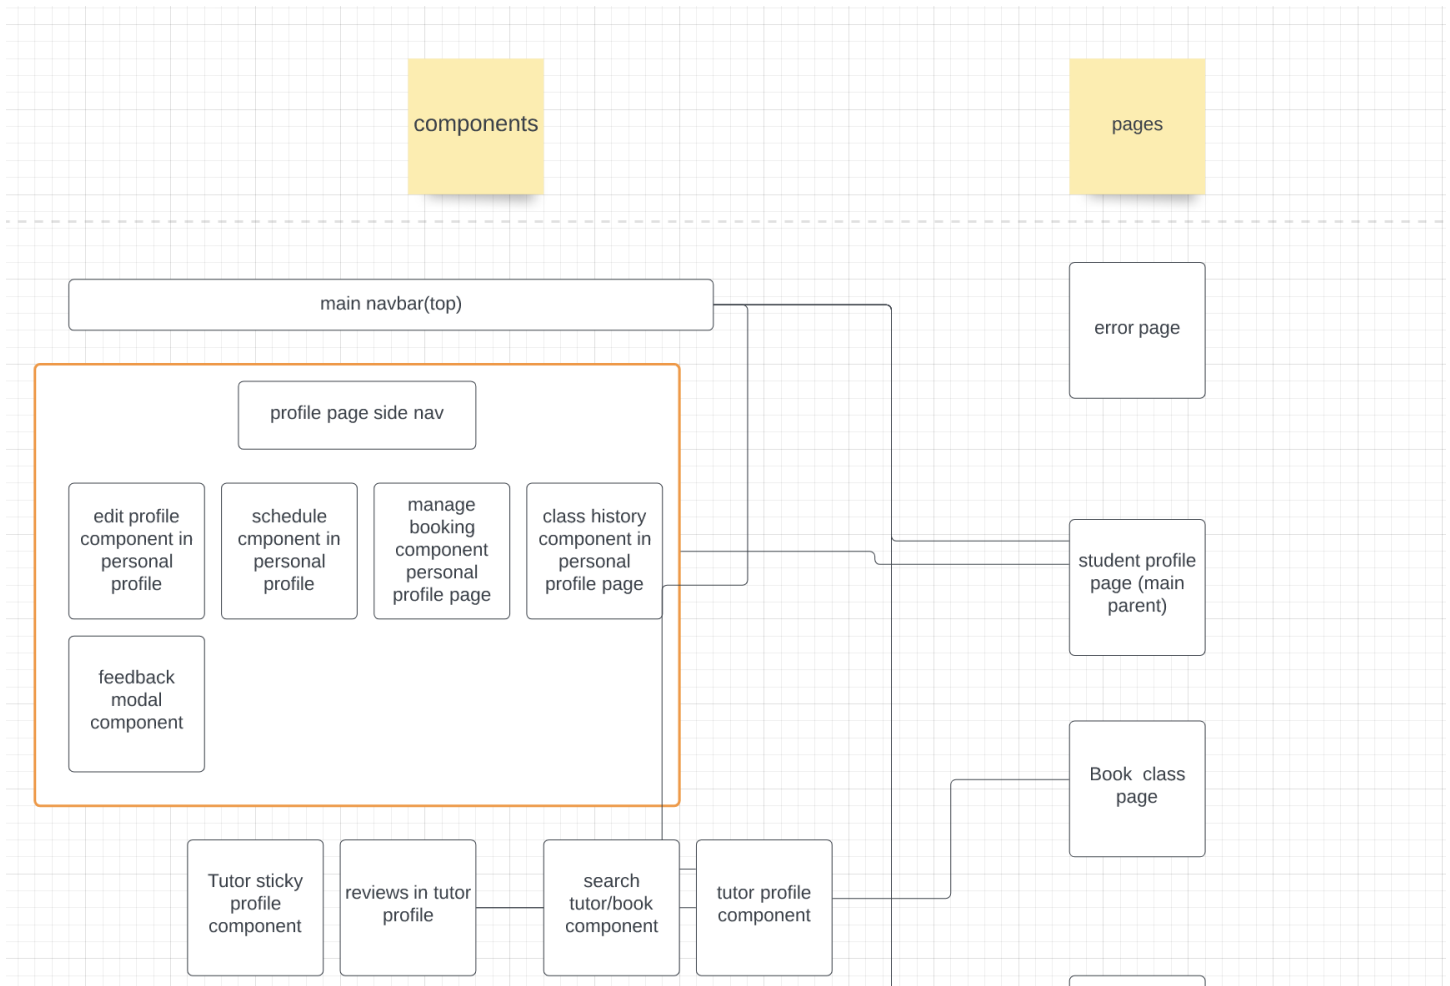 components
pages
main navbar(top)
error page
profile page side nav
edit profile
component in
personal
profile
schedule
cmponent in
personal
profile
manage
booking
component
personal
profile page
class history
component in
personal
profile page
student profile
page (main
parent)
feedback
modal
component
Book  class
page
Tutor sticky
profile
component
reviews in tutor
profile
search
tutor/book
component
tutor profile
component